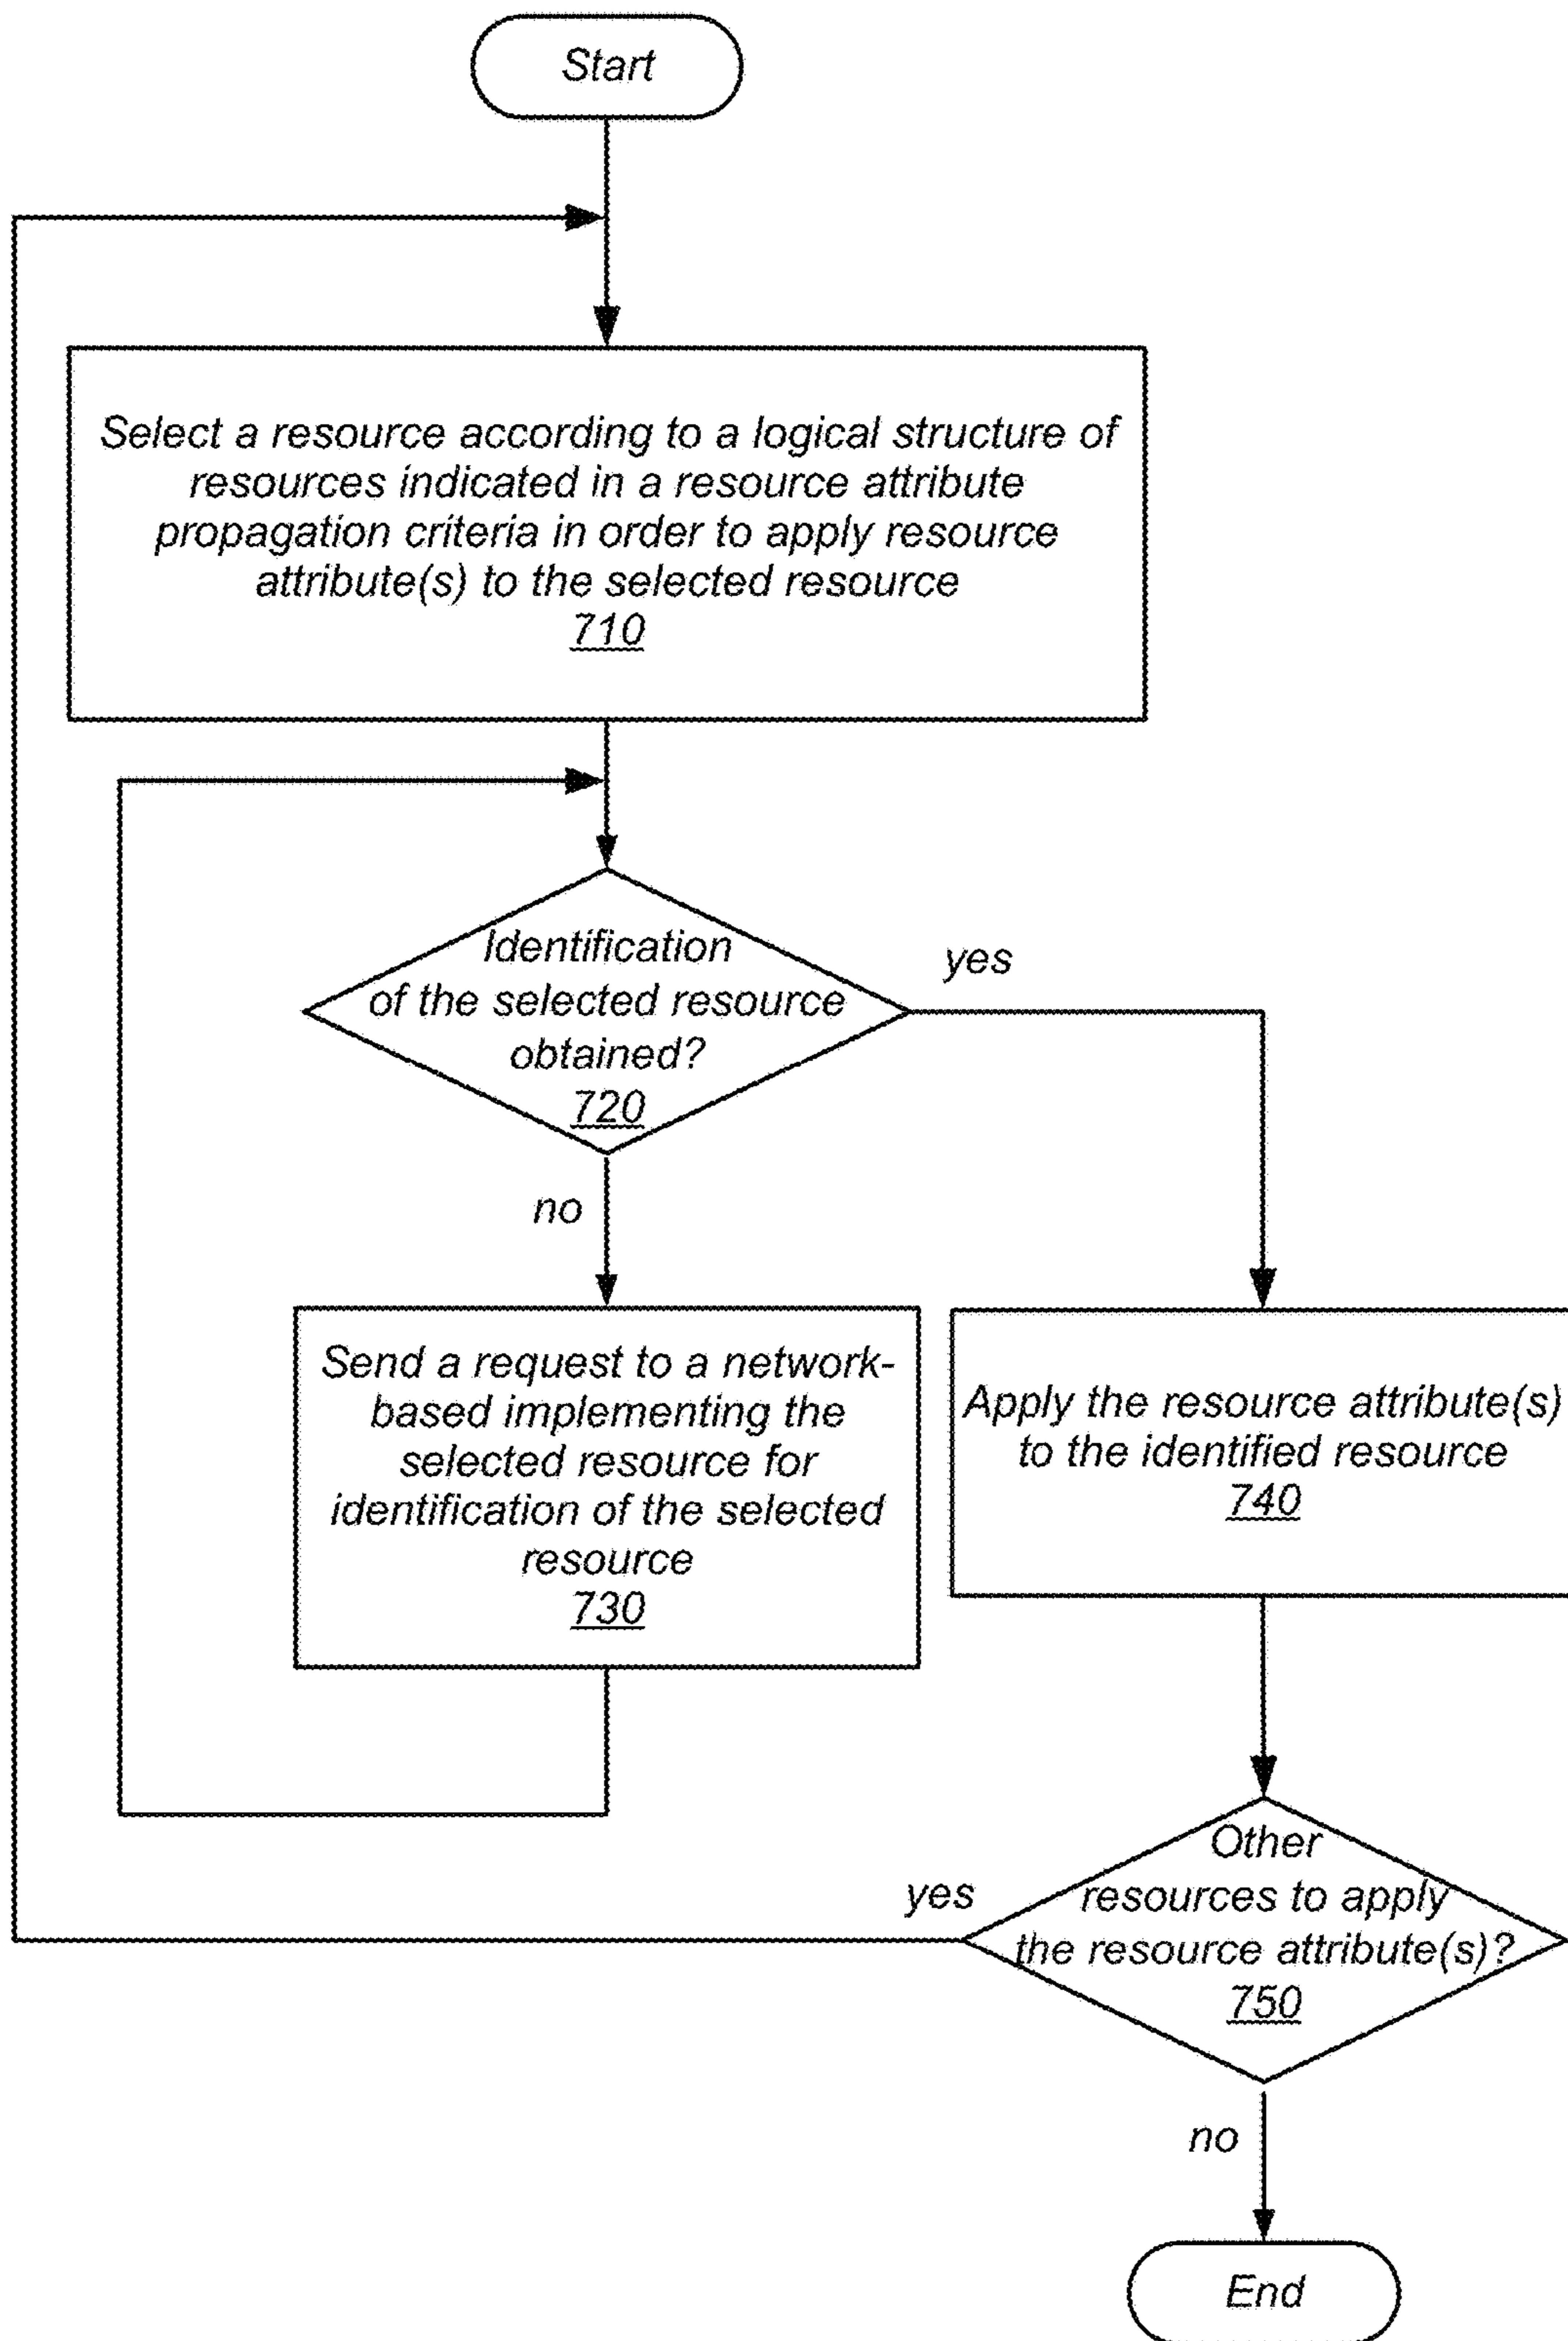 Start
Select a resource according to a logical structure of
resources indicated in a resource attribute
propagation criteria in order to apply resource
attribute(s) to the selected resource
710
Identification
of the selected resource
obtained?
720
yes
no
Send a request to a network-
based implementing the
selected resource for
identification of the selected
resource
730
Apply the resource attribute(s)
to the identified resource
740
Other
resources to apply
the resource attribute(s)?
750
yes
no
End